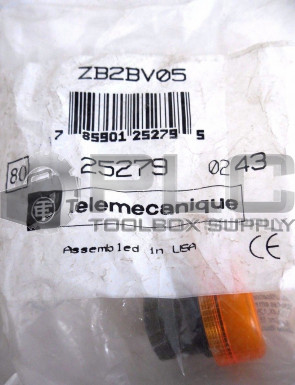 ZB2BV05
7 85901 25279 5
80 25279 0243
PLC
TOOLBOX SUPPLY
Telemecanique
Assembled in USA CE